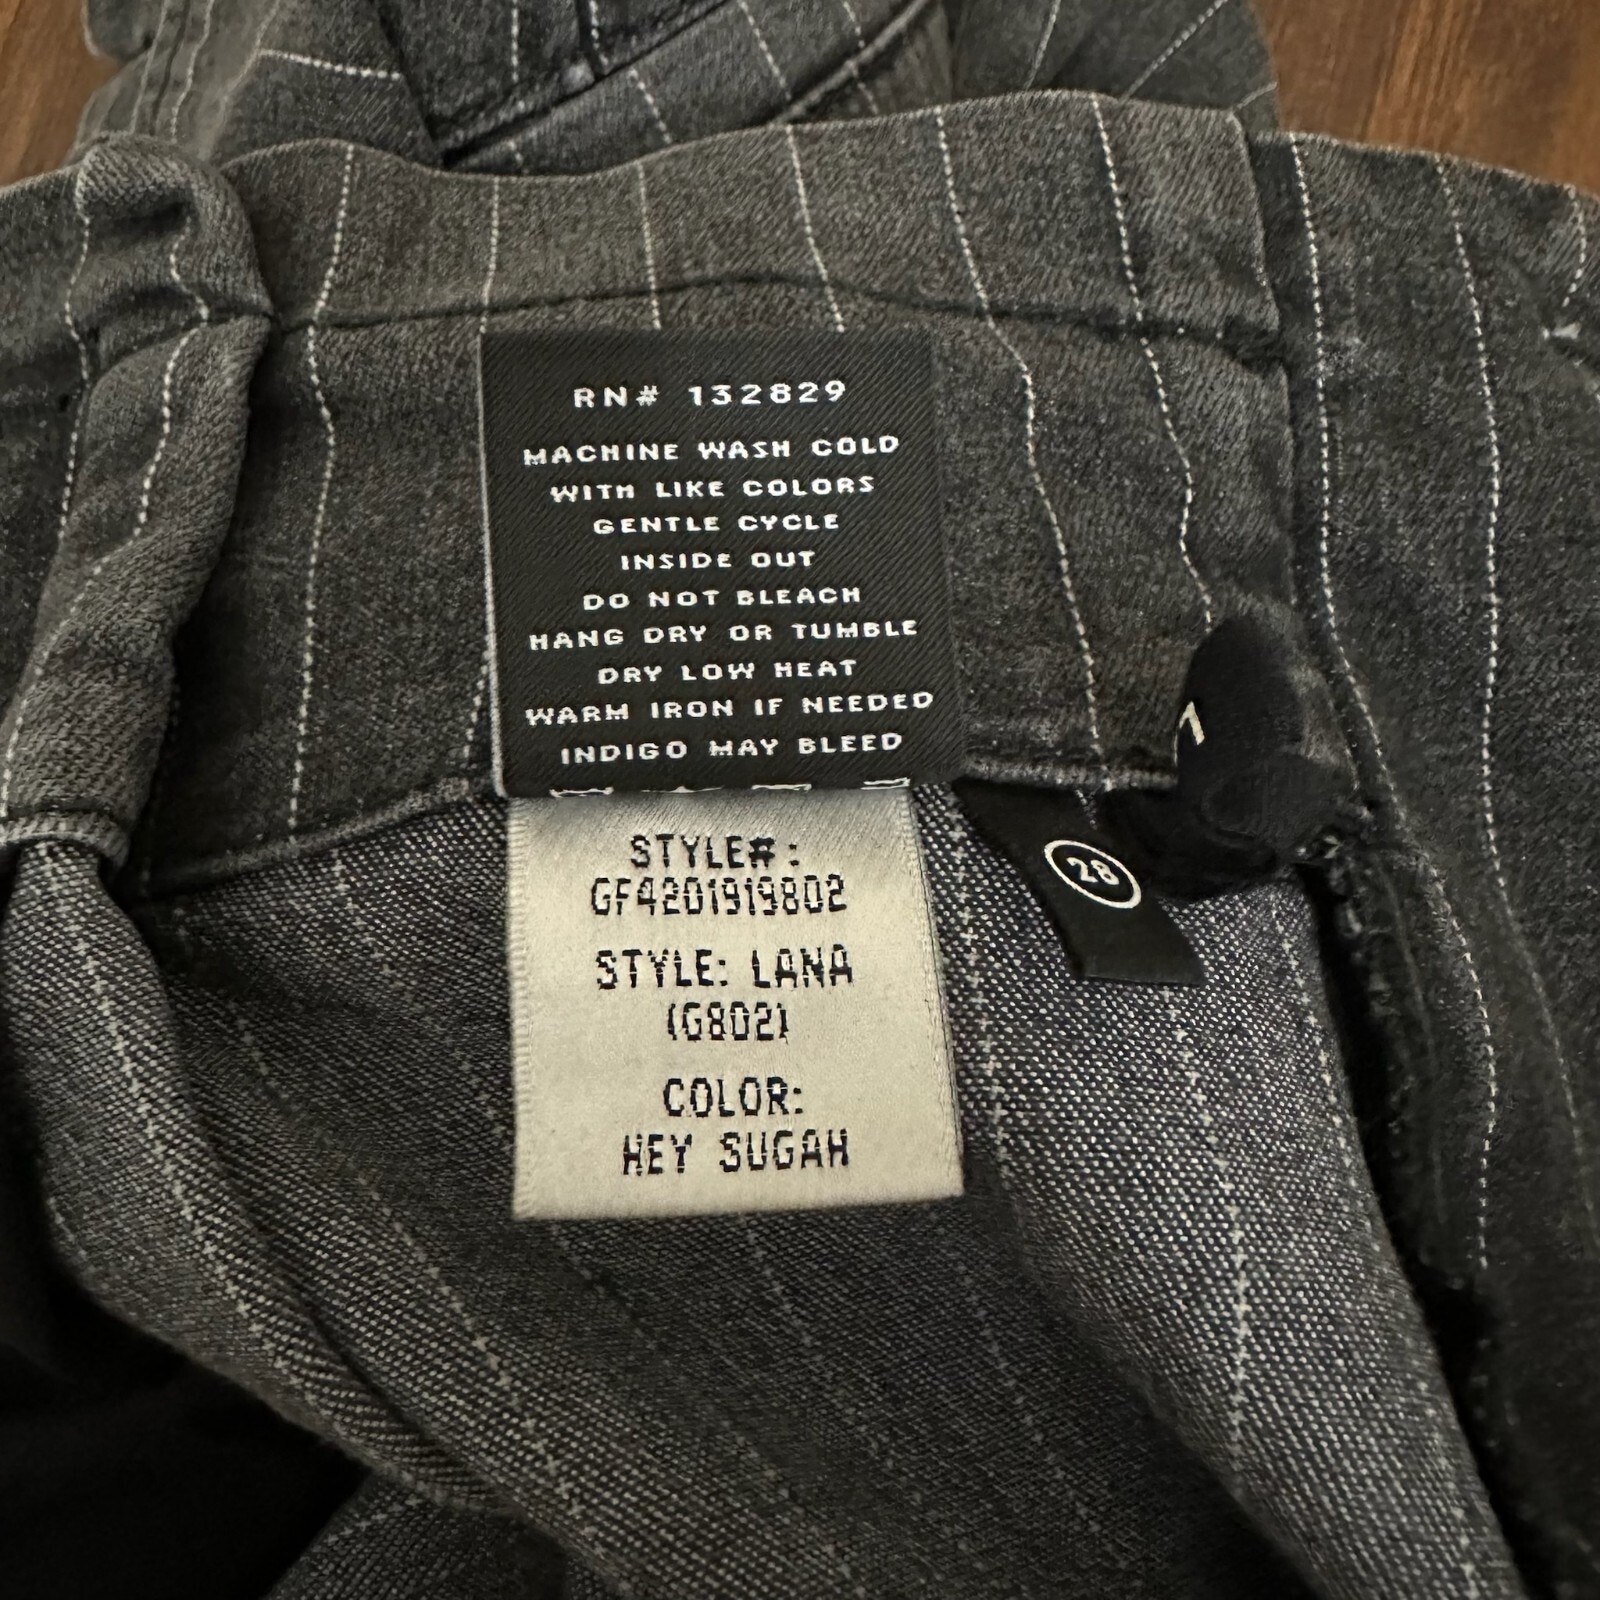 RN# 132829
MACHINE WASH COLD
WITH LIKE COLORS
GENTLE CYCLE
INSIDE OUT
DO NOT BLEACH
HANG DRY OR TUMBLE
DRY LOW HEAT
WARM IRON IF NEEDED
INDIGO MAY BLEED
28
STYLE#:
GF4201919802
STYLE: LANA
(G802)
COLOR:
HEY SUGAH